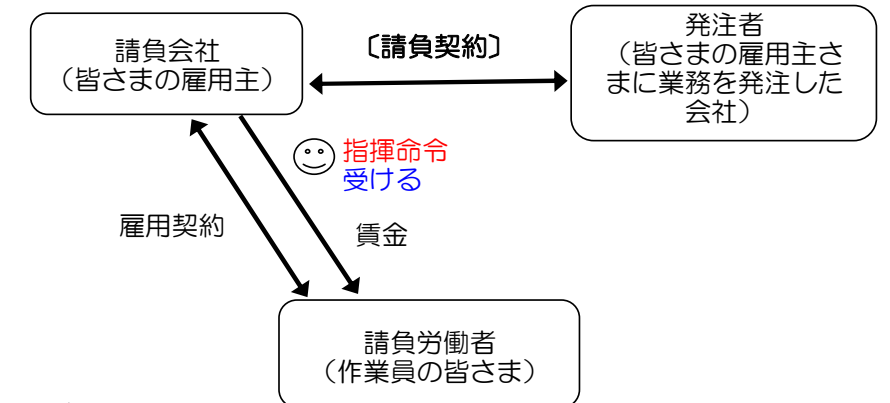 請負会社
（皆さまの雇用主）
〔請負契約〕
発注者
（皆さまの雇用主さ
まに業務を発注した
会社）
指揮命令
受ける
雇用契約
賃金
請負労働者
（作業員の皆さま）